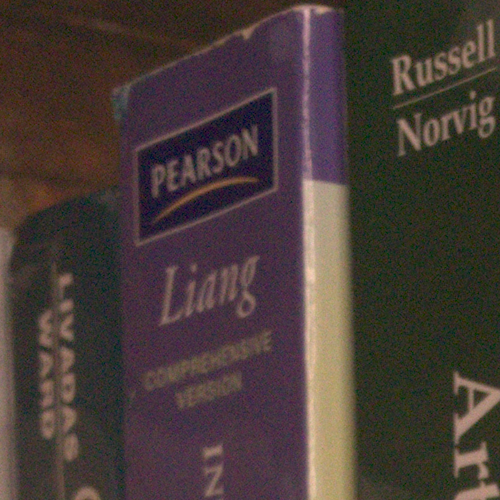 LIVADAS
WARD
PEARSON
Liang
COMPREHENSIVE
VERSION
IN
Russell
Norvig
Art